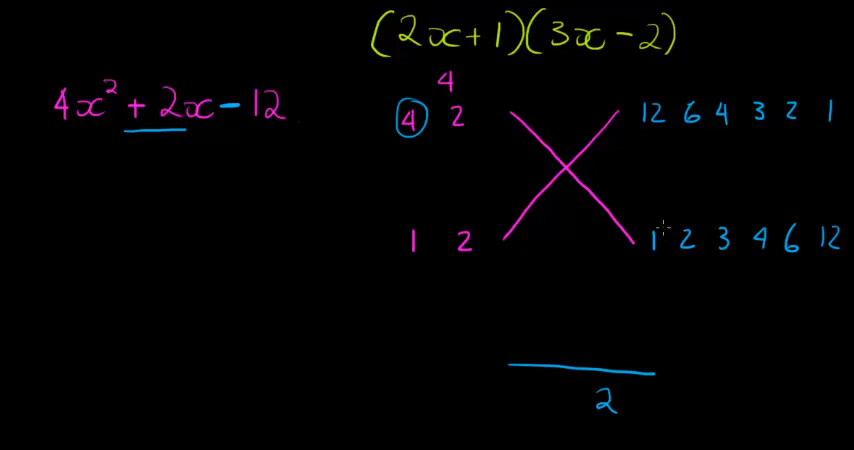 (2x+1)(3x-2)
4
4x² + 2x - 12
4 2 12 6 4 3 2 1
1 2 1 2 3 4 6 12
2